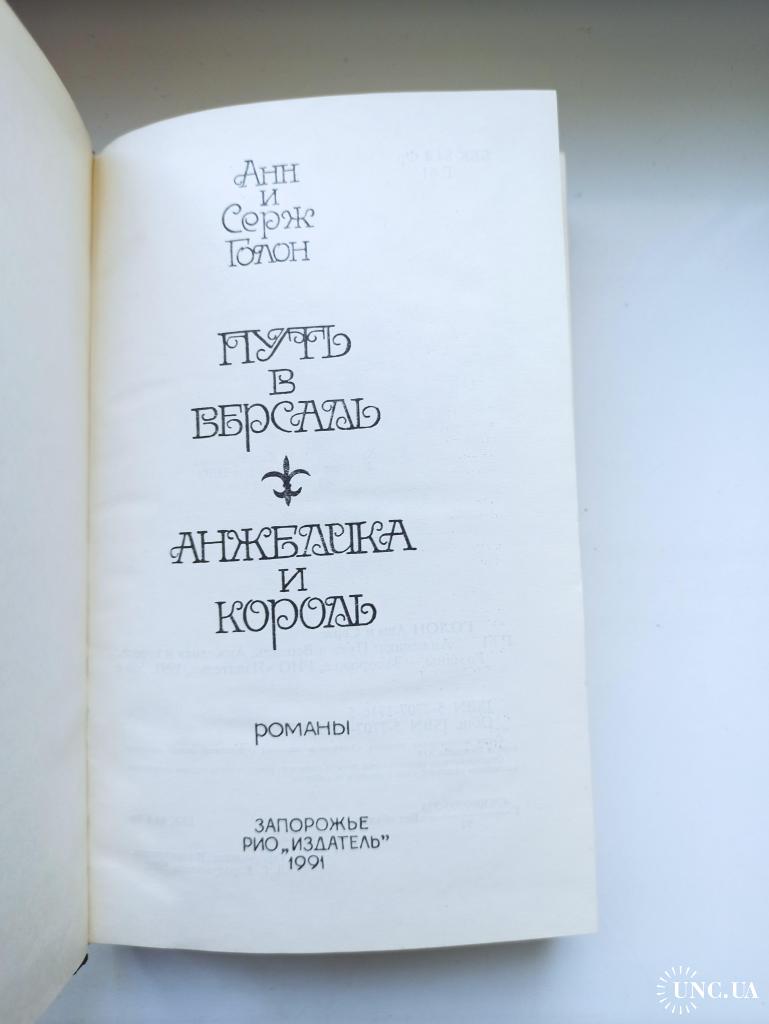 Анн
и
Серж
Голон
ПУТЬ
В
ВЕРСАЛЬ
АНЖЕЛИКА
И
КОРОЛЬ
РОМАНЫ
ЗАПОРОЖЬЕ
РИО „ИЗДАТЕЛЬ”
1991
UNC.UA